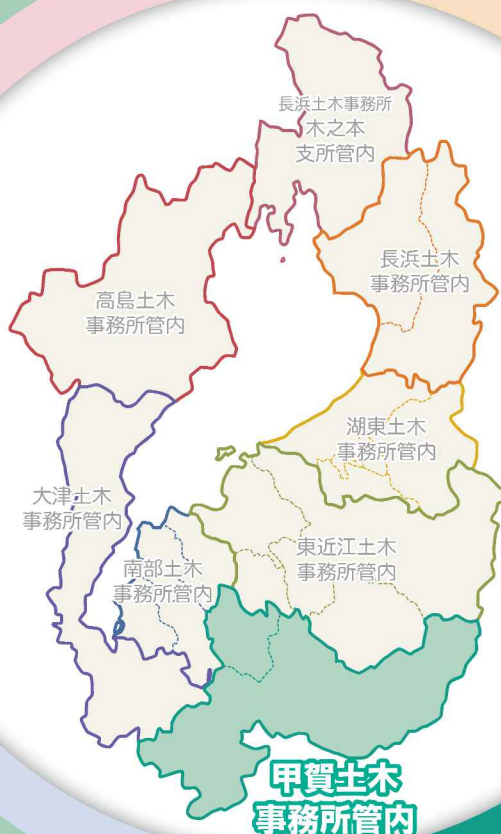 長浜土木事務所
木之本
支所管内
長浜土木
事務所管内
高島土木
事務所管内
湖東土木
事務所管内
大津土木
事務所管内
東近江土木
事務所管内
南部土木
事務所管内
甲賀土木
事務所管内